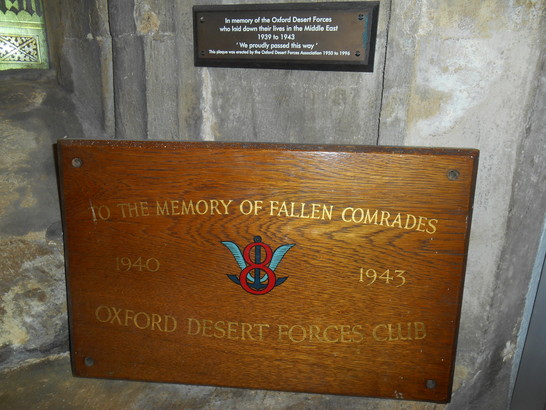 In memory of the Oxford Desert Forces
who laid down their lives in the Middle East
1939 to 1943
' We proudly passed this way '
This plaque was erected by the Oxford Desert Forces Association 1950 to 1996
TO THE MEMORY OF FALLEN COMRADES
1940 8 1943
OXFORD DESERT FORCES CLUB